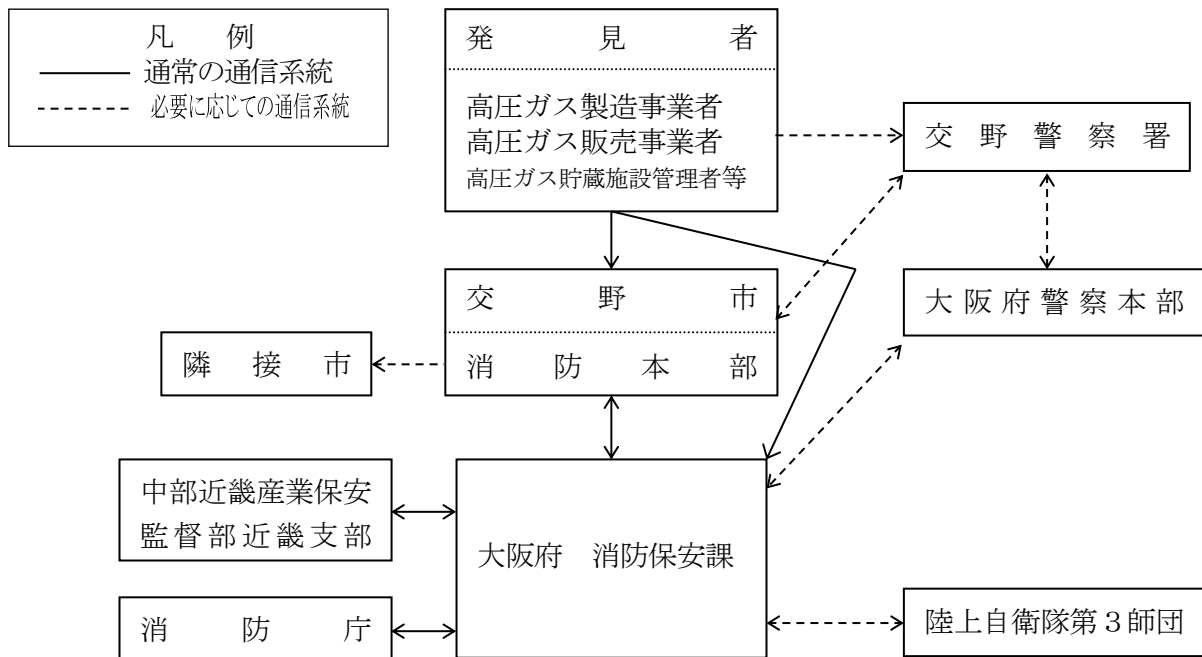 凡　例
通常の通信系統
必要に応じての通信系統
発見者
高圧ガス製造事業者
高圧ガス販売事業者
高圧ガス貯蔵施設管理者等
交野警察署
交野市
消防本部
大阪府警察本部
隣接市
中部近畿産業保安
監督部近畿支部
大阪府　消防保安課
消防庁
陸上自衛隊第３師団